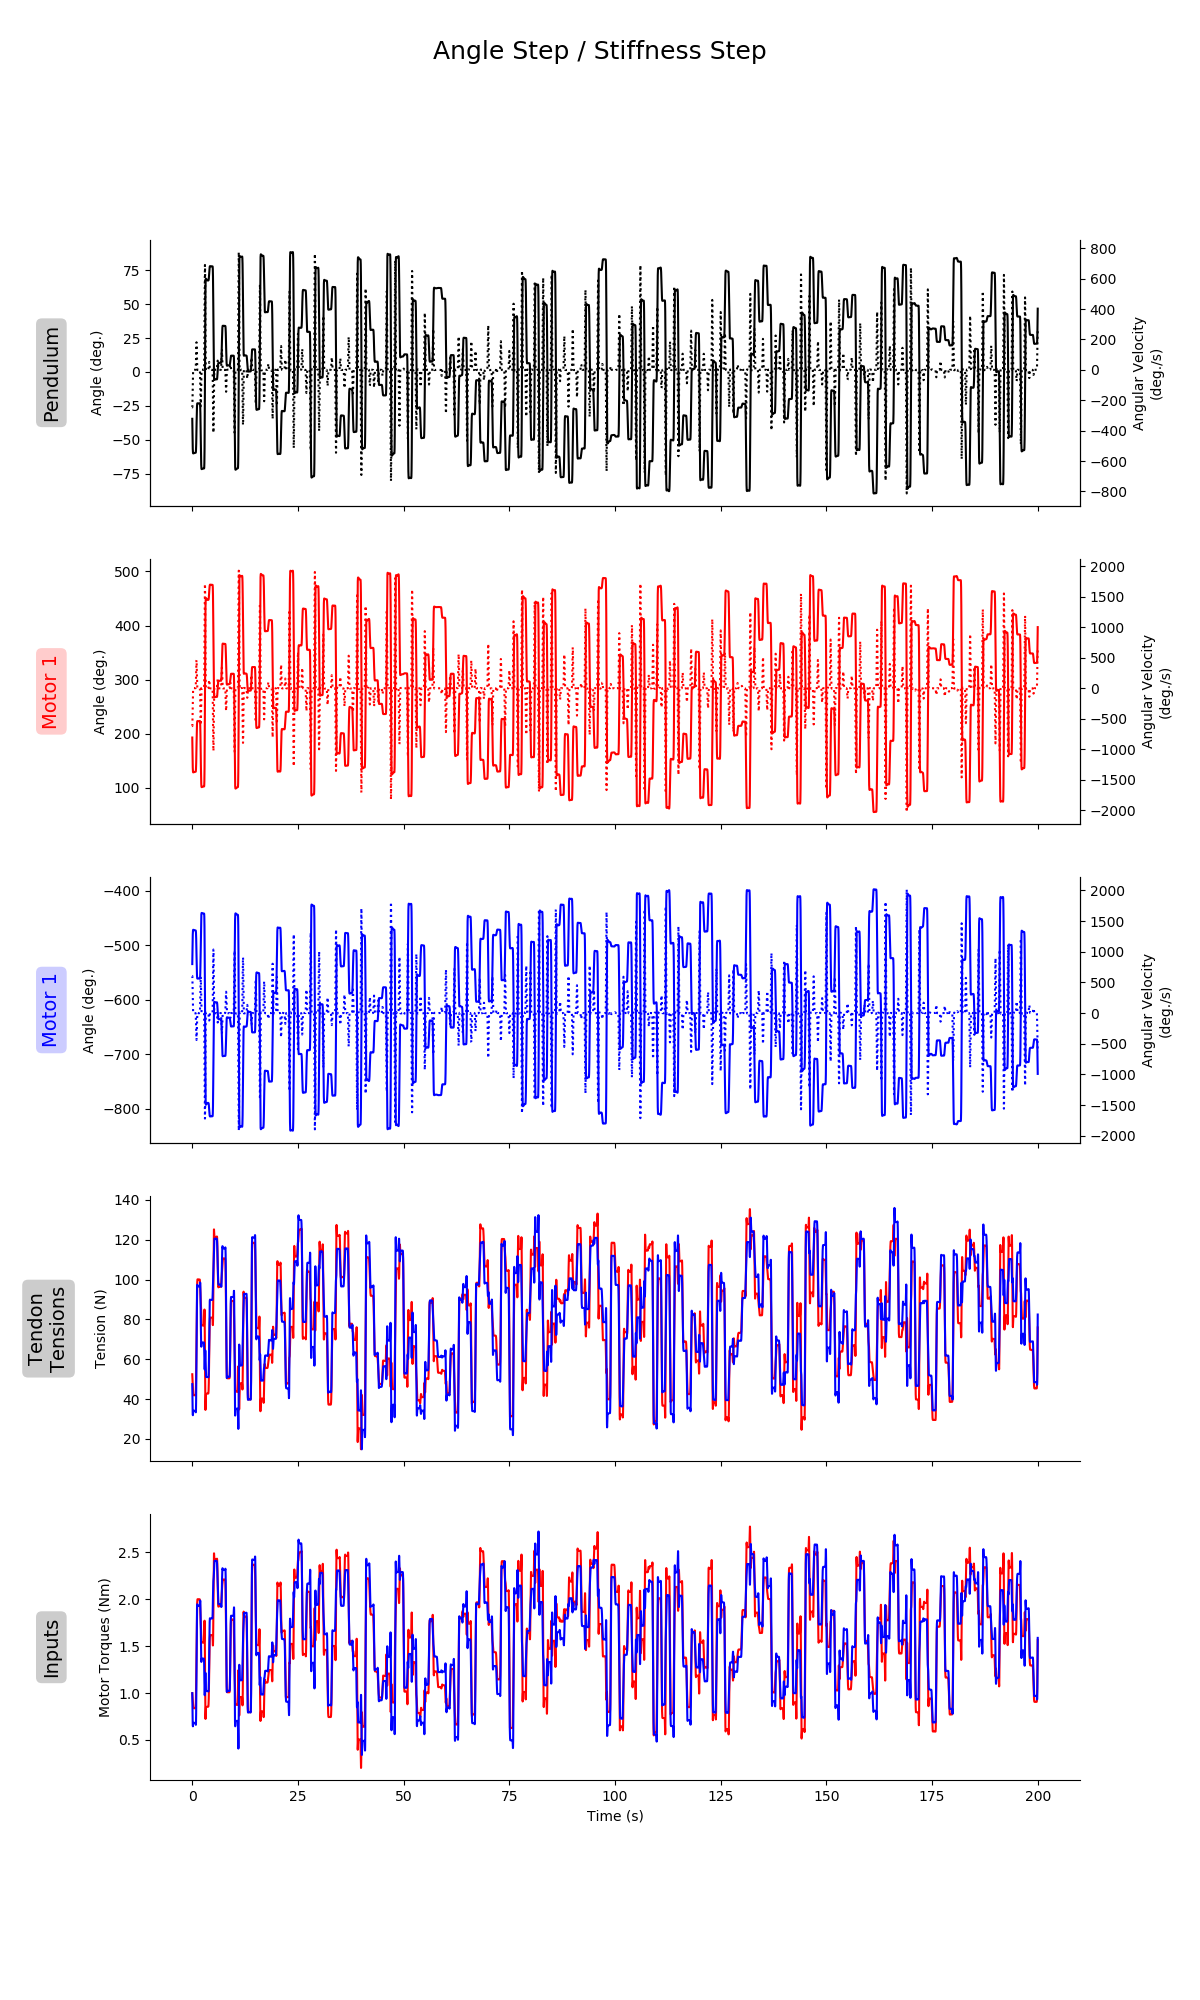 Angle Step / Stiffness Step
Pendulum
Angle (deg.)
75
50
25
0
−25
−50
−75
800
600
400
200
0
−200
−400
−600
−800
Angular Velocity
(deg./s)
Motor 1
Angle (deg.)
500
400
300
200
100
2000
1500
1000
500
0
−500
−1000
−1500
−2000
Angular Velocity
(deg./s)
Motor 1
Angle (deg.)
−400
−500
−600
−700
−800
2000
1500
1000
500
0
−500
−1000
−1500
−2000
Angular Velocity
(deg./s)
Tendon
Tensions
Tension (N)
140
120
100
80
60
40
20
Inputs
Motor Torques (Nm)
2.5
2.0
1.5
1.0
0.5
0 25 50 75 100 125 150 175 200
Time (s)